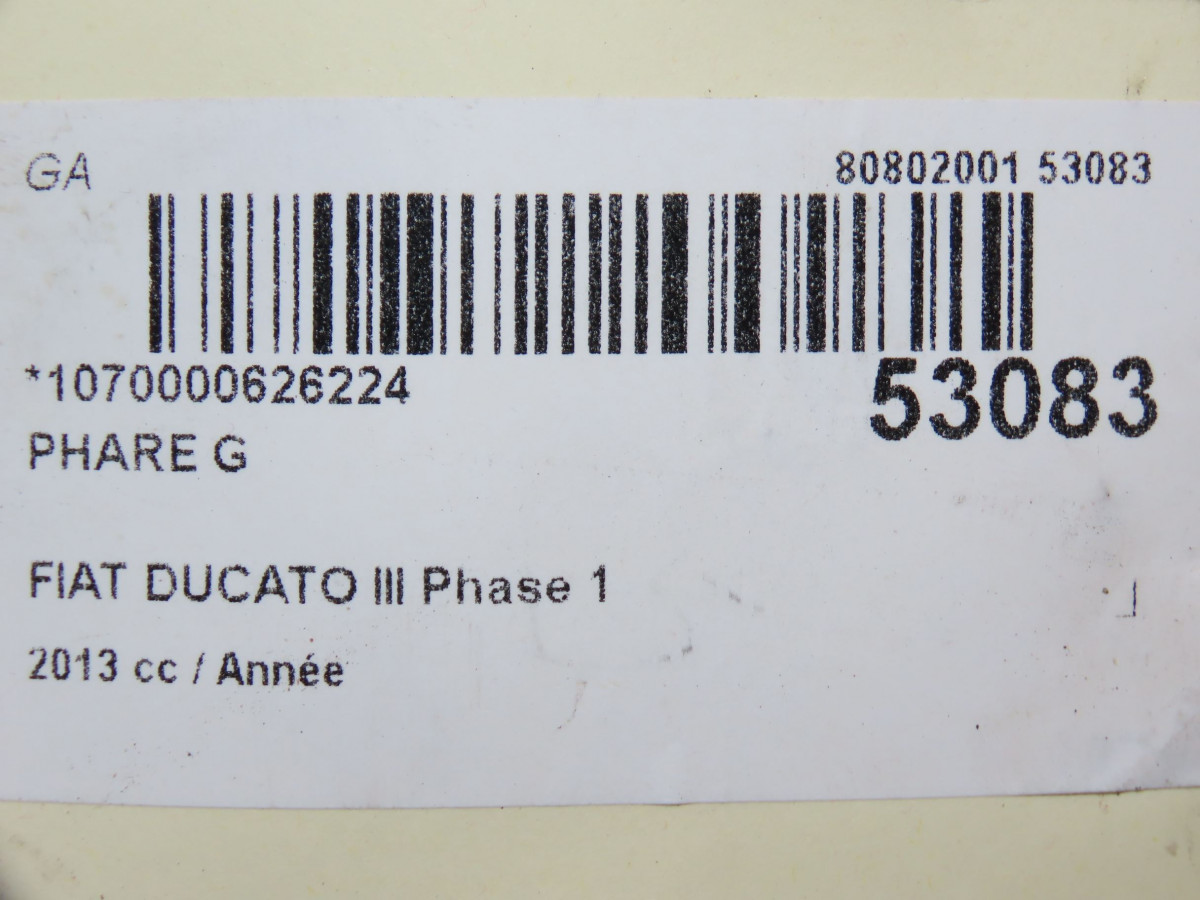 GA
80802001 53083
*1070000626224
53083
PHARE G
FIAT DUCATO III Phase 1
2013 cc / Année